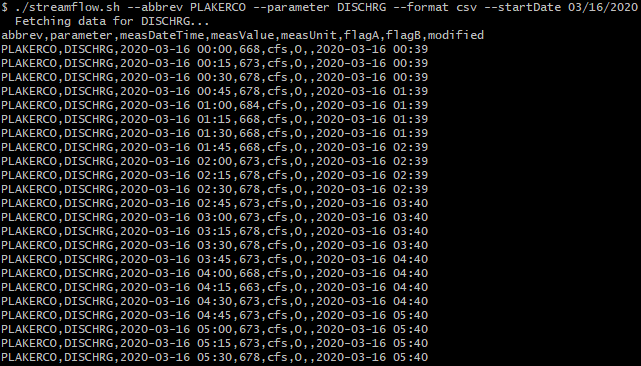 $ ./streamflow.sh --abbrev PLAKERCO --parameter DISCHRG --format csv --startDate 03/16/2020
Fetching data for DISCHRG...
abbrev,parameter,measDateTime,measValue,measUnit,flagA,flagB,modified
PLAKERCO,DISCHRG,2020-03-16 00:00,668,cfs,O,,2020-03-16 00:39
PLAKERCO,DISCHRG,2020-03-16 00:15,673,cfs,O,,2020-03-16 00:39
PLAKERCO,DISCHRG,2020-03-16 00:30,673,cfs,O,,2020-03-16 00:39
PLAKERCO,DISCHRG,2020-03-16 00:45,678,cfs,O,,2020-03-16 01:39
PLAKERCO,DISCHRG,2020-03-16 01:00,684,cfs,O,,2020-03-16 01:39
PLAKERCO,DISCHRG,2020-03-16 01:15,668,cfs,O,,2020-03-16 01:39
PLAKERCO,DISCHRG,2020-03-16 01:30,668,cfs,O,,2020-03-16 01:39
PLAKERCO,DISCHRG,2020-03-16 01:45,668,cfs,O,,2020-03-16 02:39
PLAKERCO,DISCHRG,2020-03-16 02:00,673,cfs,O,,2020-03-16 02:39
PLAKERCO,DISCHRG,2020-03-16 02:15,678,cfs,O,,2020-03-16 02:39
PLAKERCO,DISCHRG,2020-03-16 02:30,678,cfs,O,,2020-03-16 02:39
PLAKERCO,DISCHRG,2020-03-16 02:45,673,cfs,O,,2020-03-16 03:40
PLAKERCO,DISCHRG,2020-03-16 03:00,673,cfs,O,,2020-03-16 03:40
PLAKERCO,DISCHRG,2020-03-16 03:15,678,cfs,O,,2020-03-16 03:40
PLAKERCO,DISCHRG,2020-03-16 03:30,678,cfs,O,,2020-03-16 03:40
PLAKERCO,DISCHRG,2020-03-16 03:45,673,cfs,O,,2020-03-16 04:40
PLAKERCO,DISCHRG,2020-03-16 04:00,668,cfs,O,,2020-03-16 04:40
PLAKERCO,DISCHRG,2020-03-16 04:15,663,cfs,O,,2020-03-16 04:40
PLAKERCO,DISCHRG,2020-03-16 04:30,673,cfs,O,,2020-03-16 04:40
PLAKERCO,DISCHRG,2020-03-16 04:45,673,cfs,O,,2020-03-16 05:40
PLAKERCO,DISCHRG,2020-03-16 05:00,673,cfs,O,,2020-03-16 05:40
PLAKERCO,DISCHRG,2020-03-16 05:15,673,cfs,O,,2020-03-16 05:40
PLAKERCO,DISCHRG,2020-03-16 05:30,678,cfs,O,,2020-03-16 05:40